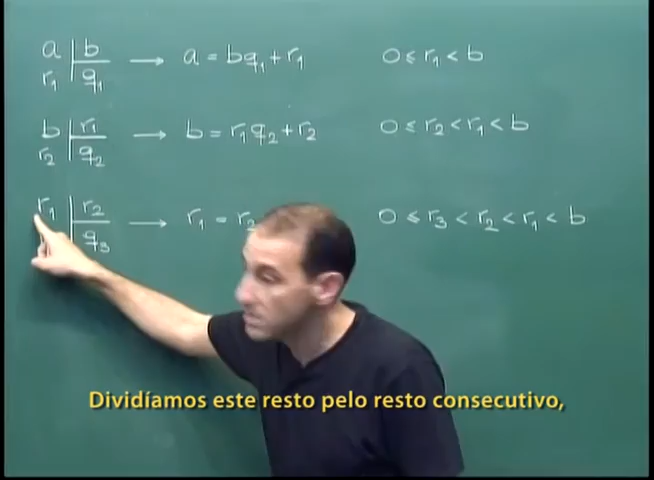 a | b → a = bq₁ + r₁ 0 ≤ r₁ < b
r₁ | q₁
b | r₁ → b = r₁q₂ + r₂ 0 ≤ r₂ < r₁ < b
r₂ | q₂
r₁ | r₂ → r₁ = r₂ 0 ≤ r₃ < r₂ < r₁ < b
q₃
Dividíamos este resto pelo resto consecutivo,